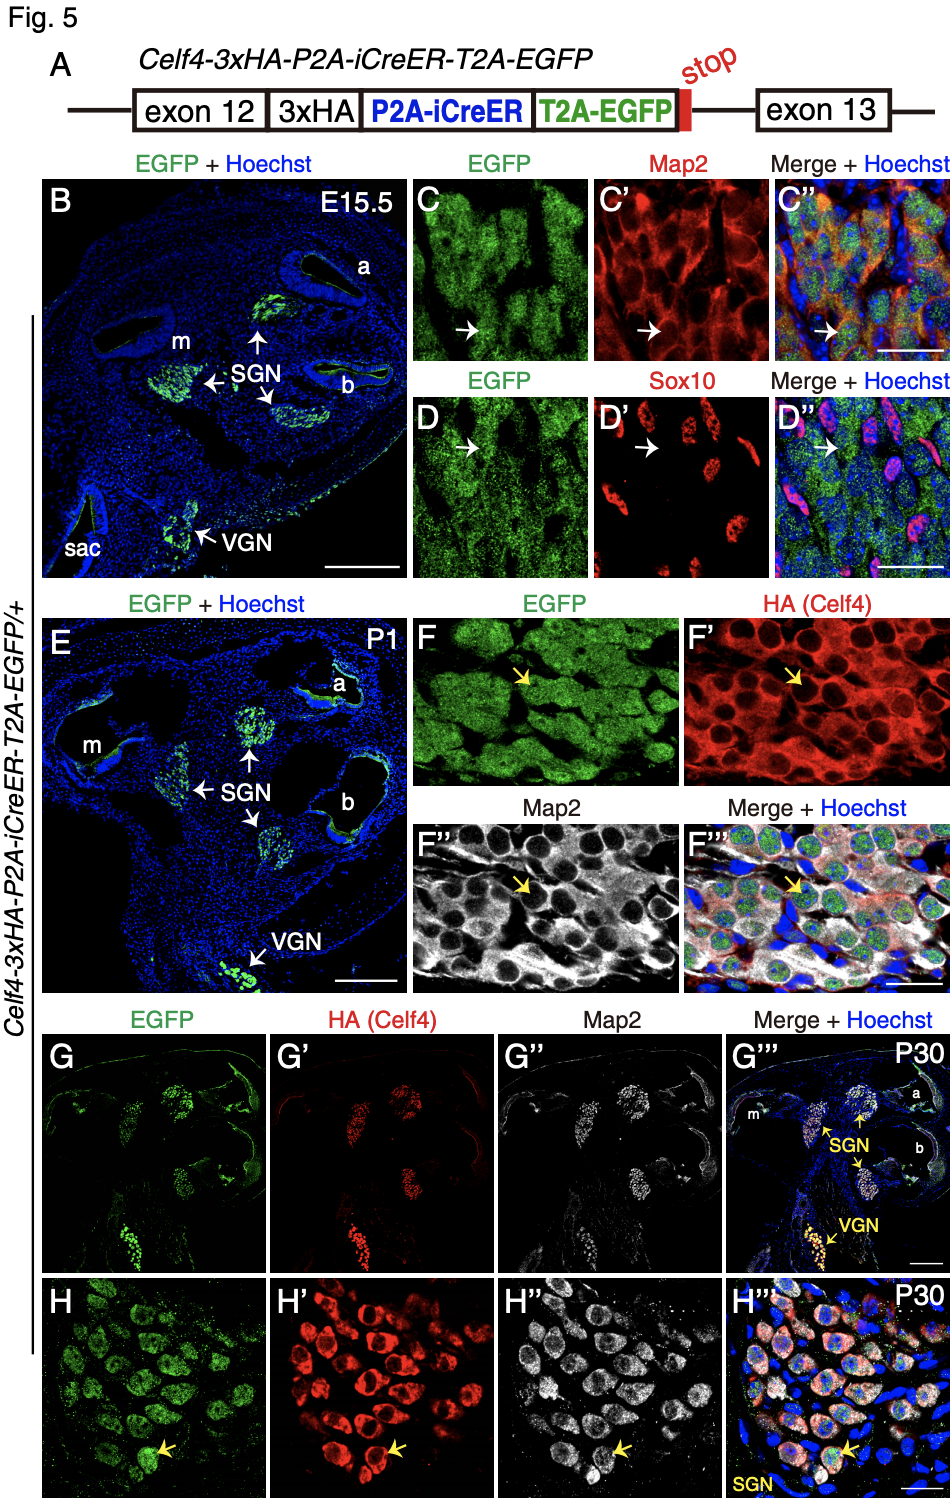 Fig. 5
A
Celf4-3xHA-P2A-iCreER-T2A-EGFP
stop
exon 12 3xHA P2A-iCreER T2A-EGFP exon 13
EGFP + Hoechst
EGFP Map2 Merge + Hoechst
B E15.5 a m SGN b sac VGN
C C' C''
EGFP Sox10 Merge + Hoechst
D D' D''
Celf4-3xHA-P2A-iCreER-T2A-EGFP/+
EGFP + Hoechst
EGFP HA (Celf4)
E P1 a m SGN b VGN
F F'
Map2 Merge + Hoechst
F'' F'''
EGFP HA (Celf4) Map2 Merge + Hoechst
G G' G'' G''' P30
a m SGN b VGN
H H' H'' H''' P30
SGN